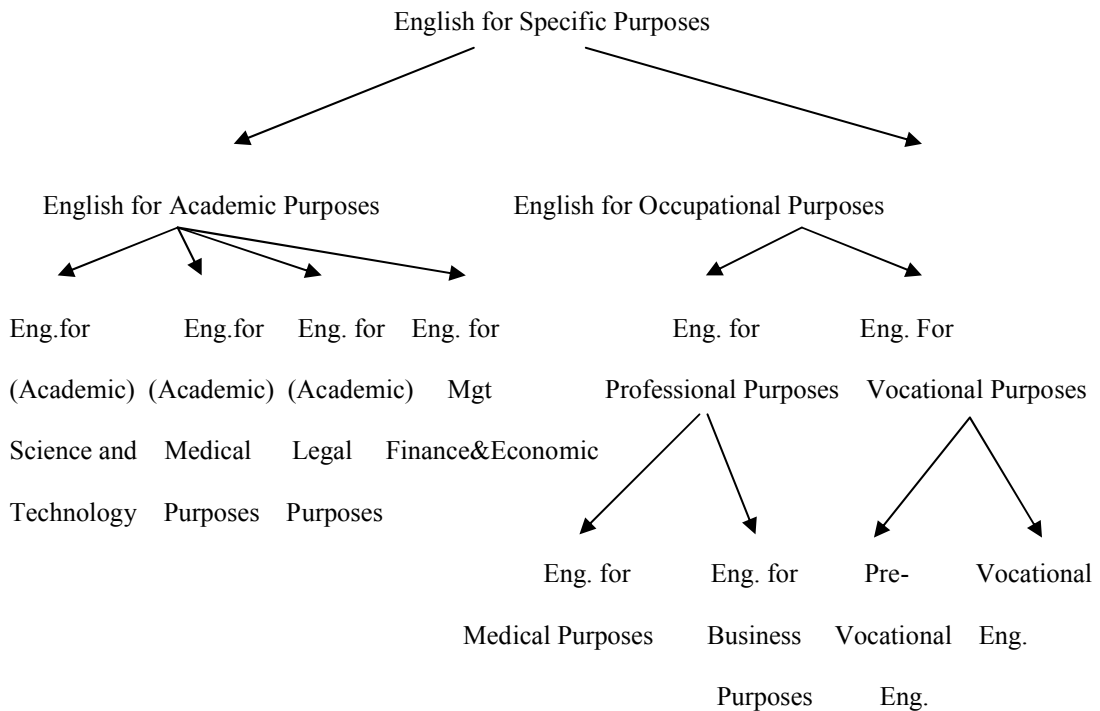 English for Specific Purposes
English for Academic Purposes English for Occupational Purposes
Eng.for Eng.for Eng. for Eng. for Eng. for Eng. For
(Academic) (Academic) (Academic) Mgt Professional Purposes Vocational Purposes
Science and Medical Legal Finance&Economic
Technology Purposes Purposes
Eng. for Eng. for Pre- Vocational
Medical Purposes Business Vocational Eng.
Purposes Eng.